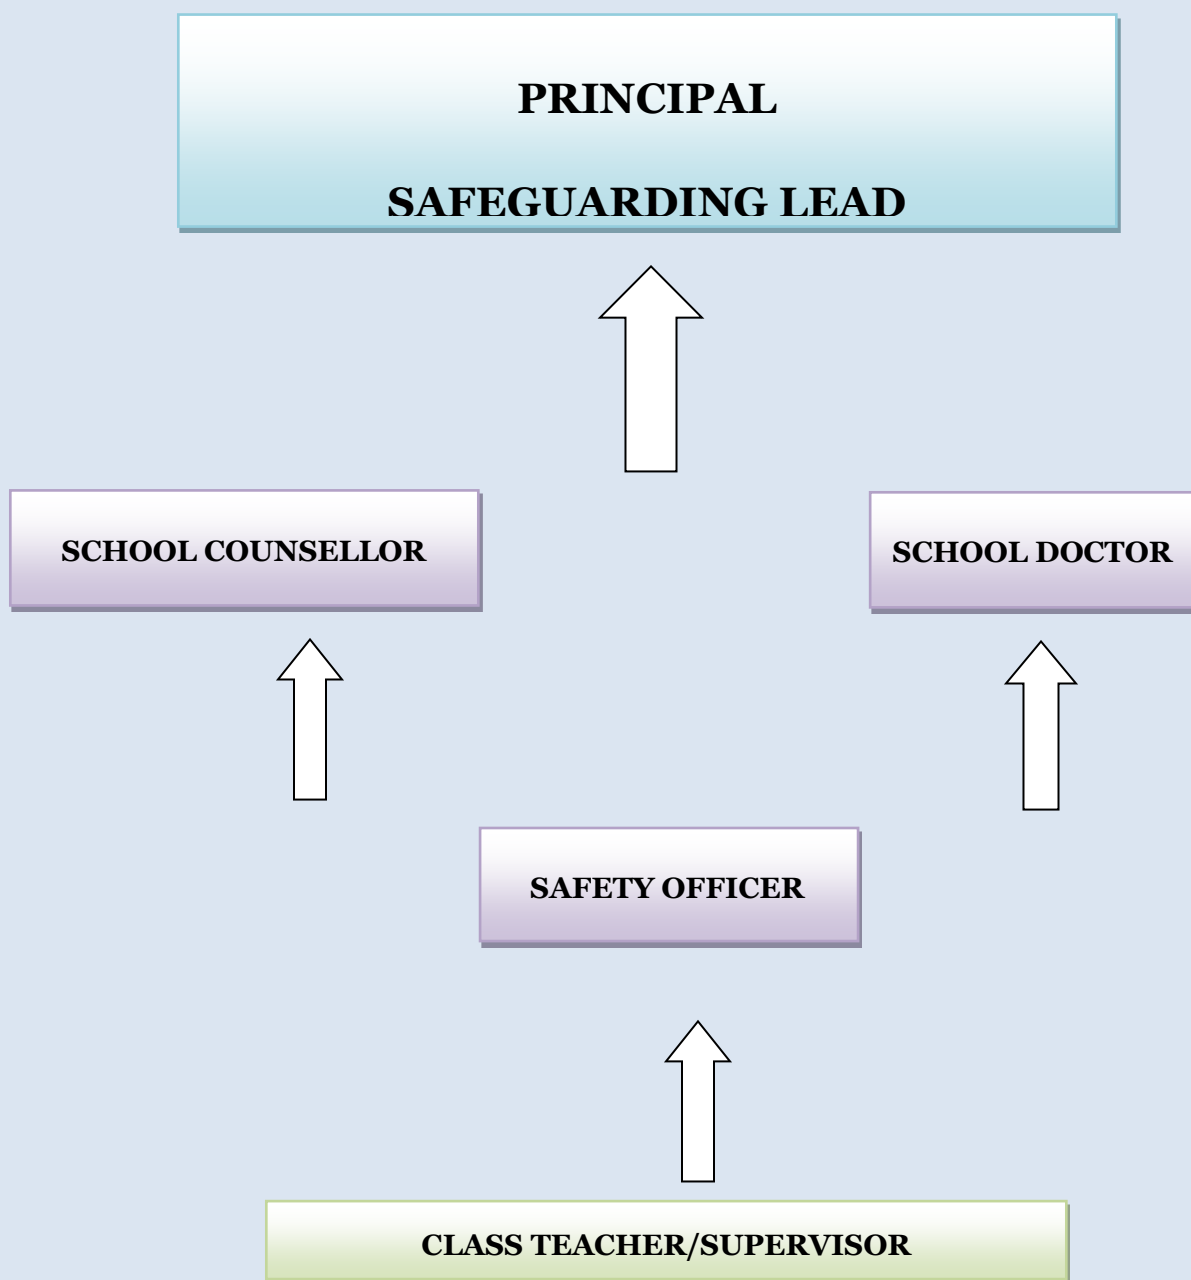 PRINCIPAL
SAFEGUARDING LEAD
SCHOOL COUNSELLOR
SCHOOL DOCTOR
SAFETY OFFICER
CLASS TEACHER/SUPERVISOR